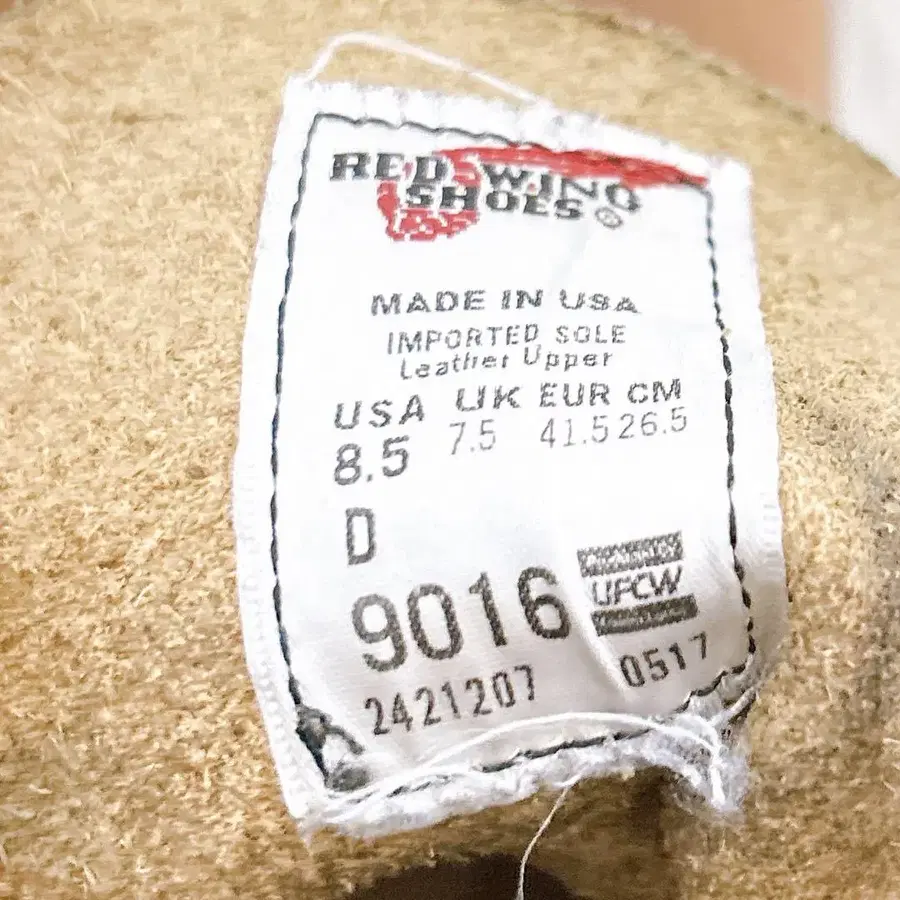 RED WING
SHOES ®
MADE IN USA
IMPORTED SOLE
Leather Upper
USA UK EUR CM
8.5 7.5 41.5 26.5
D
9016 UFCW
2421207 0517